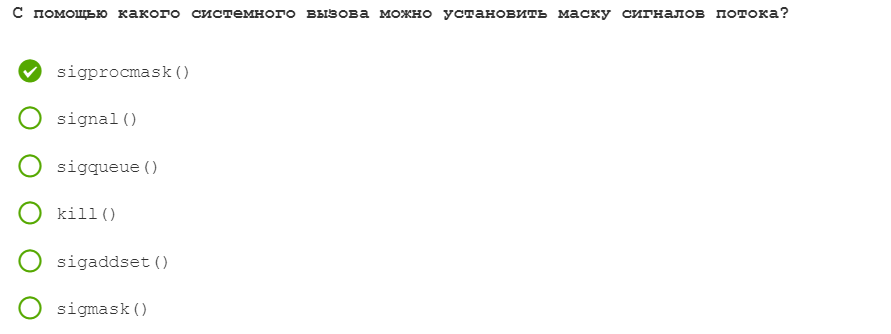 С помощью какого системного вызова можно установить маску сигналов потока?
sigprocmask()
signal()
sigqueue()
kill()
sigaddset()
sigmask()